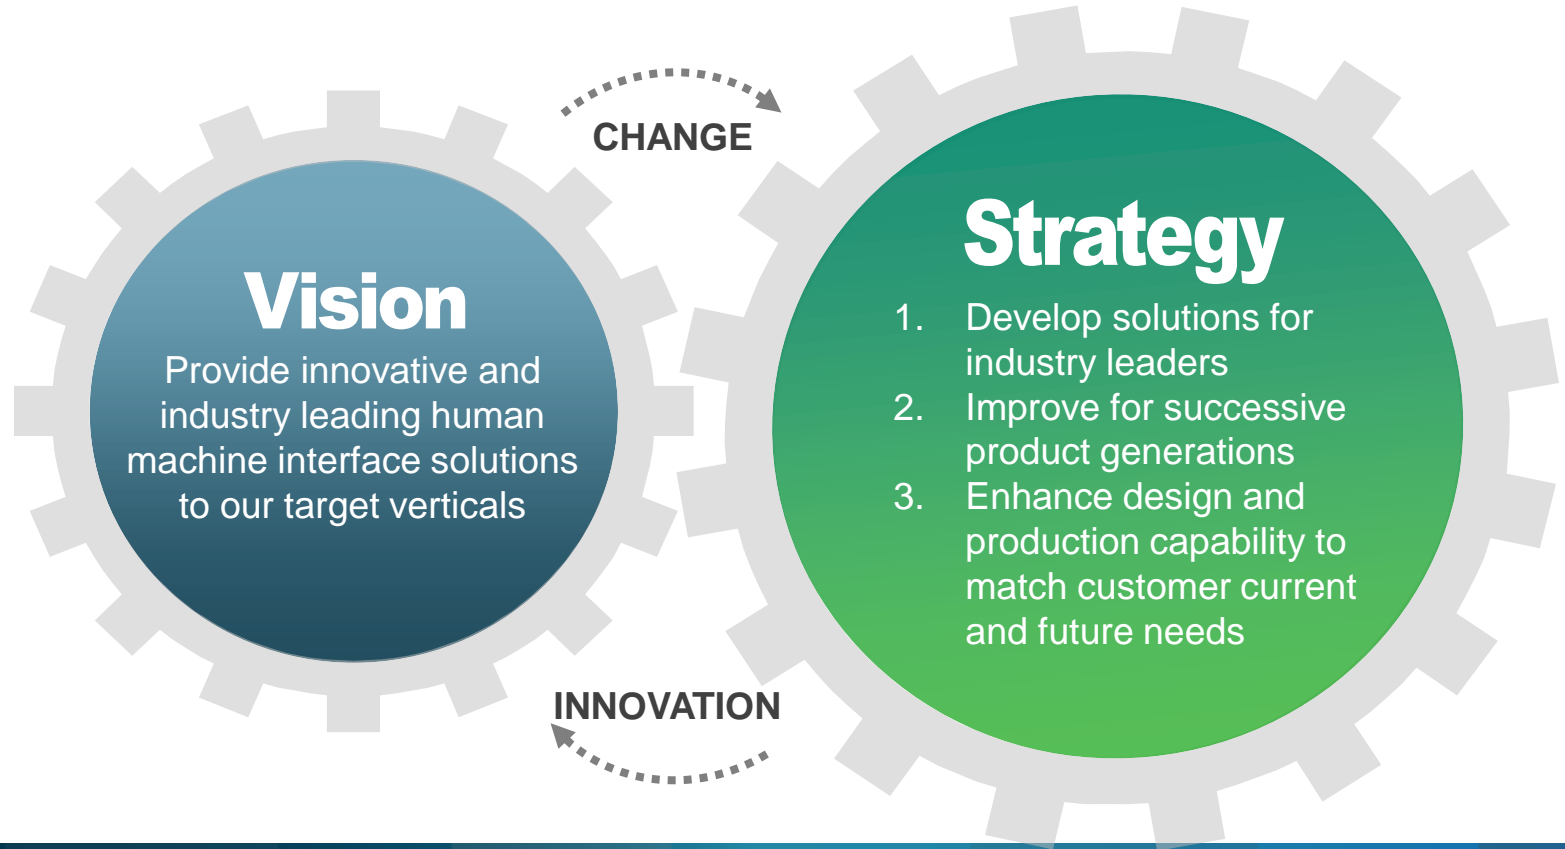 CHANGE
Vision
Provide innovative and
industry leading human
machine interface solutions
to our target verticals
Strategy
1. Develop solutions for
industry leaders
2. Improve for successive
product generations
3. Enhance design and
production capability to
match customer current
and future needs
INNOVATION